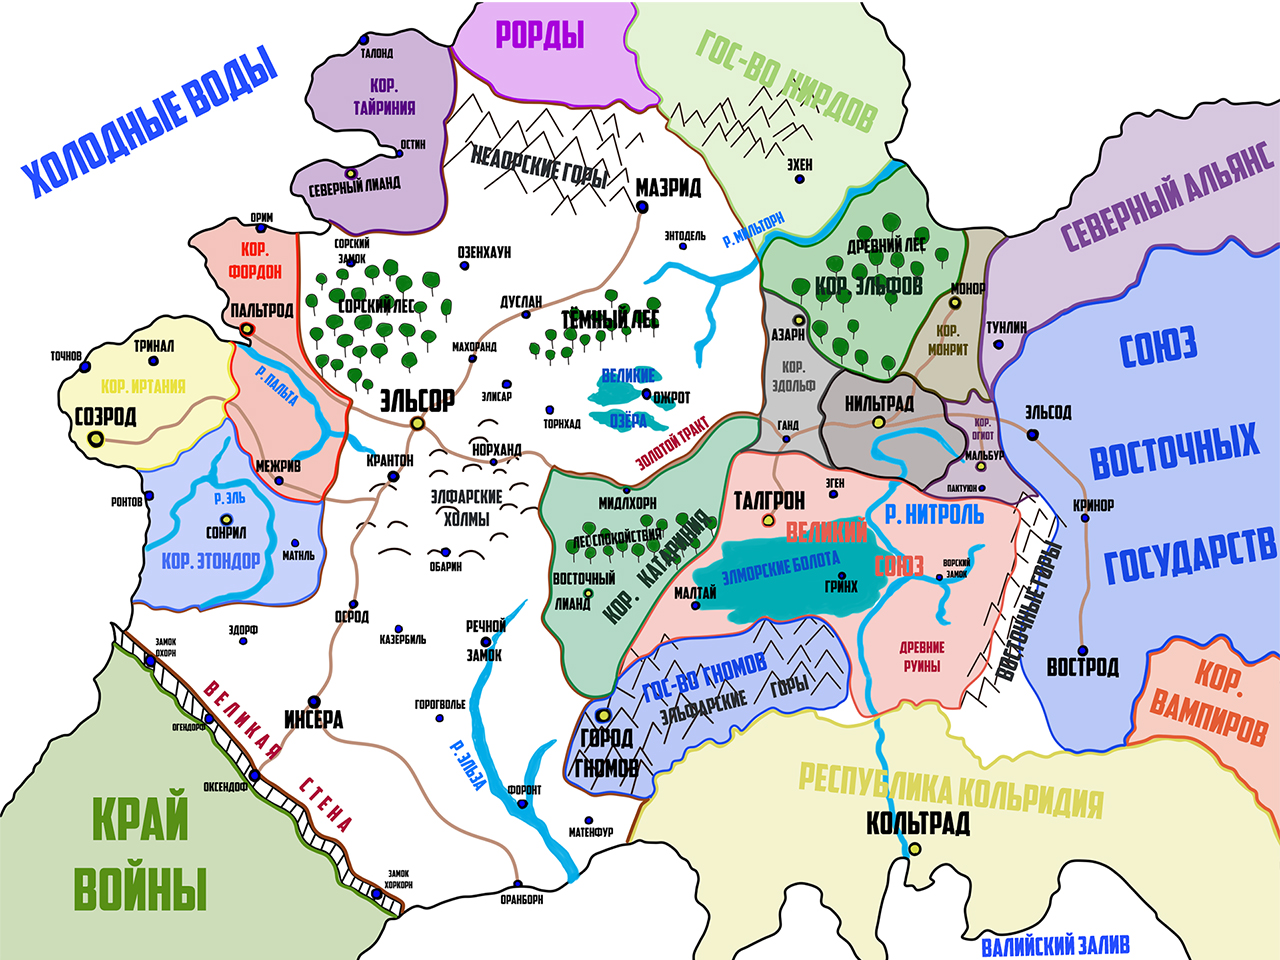 РОРДЫ
ГОС-ВО НИРДОВ
ХОЛОДНЫЕ ВОДЫ
ТАЛОНД
КОР.
ТАЙРИНИЯ
ОСТИН
СЕВЕРНЫЙ ЛИАНД
НЕДОРСКИЕ ГОРЫ
МАЗРИД
ЭХЕН
СЕВЕРНЫЙ АЛЬЯНС
ОРИМ
КОР.
ФОРДОН
ПАЛЬТРОД
СОРСКИЙ
ЗАМОК
СОРСКИЙ ЛЕС
ОЗЕНХАУН
ЭНТОДЕЛЬ
Р. МИЛЬТОРН
ДРЕВНИЙ ЛЕС
КОР. ЭЛЬФОВ
МОНОР
КОР.
МОНРИТ
ТУНЛИН
СОЮЗ
ВОСТОЧНЫХ
ГОСУДАРСТВ
ДУСЛАН
ТЁМНЫЙ ЛЕС
АЗАРН
КОР.
ЗДОЛЬФ
ТОЧНОВ
ТРИНАЛ
КОР. ИРТАНИЯ
СОЗРОД
Р. ПАЛЬТА
МАХОРАНД
ЭЛИСАР
ЭЛЬСОР
ВЕЛИКИЕ
ОЗЁРА
ОЖРОТ
ТОРНХАД
ЗОЛОТОЙ ТРАКТ
ГАНД
НИЛЬТРАД
КОР.
ОГНОТ
МАЛЬБУР
ПАКТУЮН
ЭЛЬСОД
КРИНОР
МЕЖРИВ
КРАНТОН
НОРХАНД
ЭЛФАРСКИЕ
ХОЛМЫ
ОБАРИН
РОНТОВ
Р. ЭЛЬ
СОНРИЛ
КОР. ЭТОНДОР
МАТНЛЬ
МИДЛХОРН
ЛЕС СПОКОЙСТВИЯ
ВОСТОЧНЫЙ
ЛИАНД
КОР. КАТАРИНИЯ
ТАЛГРОН
ЭГЕН
ВЕЛИКИЙ
СОЮЗ
Р. НИТРОЛЬ
ЭЛМОРСКИЕ БОЛОТА
ГРИНХ
МАЛТАЙ
ВОРСКИЙ
ЗАМОК
ДРЕВНИЕ
РУИНЫ
ВОСТОЧНЫЕ ГОРЫ
ВОСТРОД
КОР.
ВАМПИРОВ
ОСРОД
КАЗЕРБИЛЬ
РЕЧНОЙ
ЗАМОК
ЗДОРФ
ЗАМОК
ОХОРН
ОГЕНДОРФ
ВЕЛИКАЯ СТЕНА
ИНСЕРА
ГОРОГВОЛЬЕ
Р. ЭЛЬЗА
ОКСЕНДОФ
ФОРОНТ
МАТЕНФУР
ГОС-ВО ГНОМОВ
ЭЛЬФАРСКИЕ ГОРЫ
ГОРОД
ГНОМОВ
РЕСПУБЛИКА КОЛЬРИДИЯ
КОЛЬТРАД
КРАЙ
ВОЙНЫ
ЗАМОК
ХОРКОРН
ОРАНБОРН
ВАЛИЙСКИЙ ЗАЛИВ